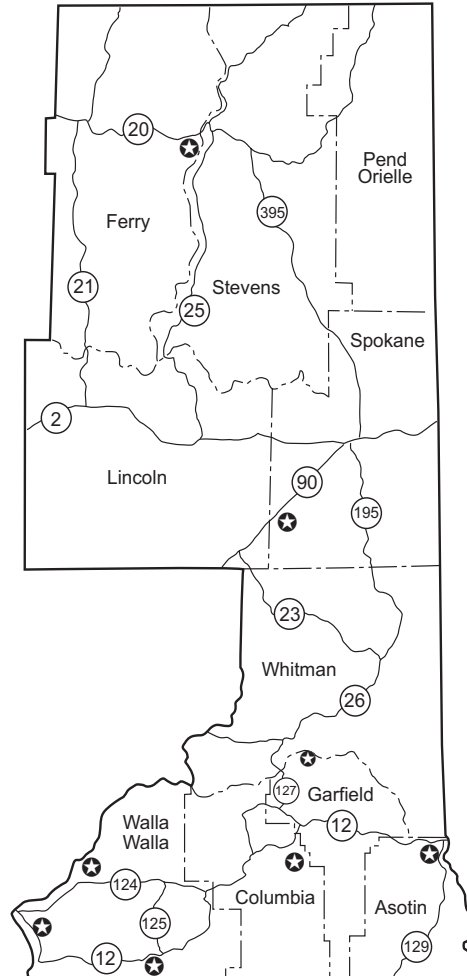 20
Pend
Orielle
Ferry
395
21
Stevens
25
Spokane
2
Lincoln
90
195
23
Whitman
26
127
Garfield
Walla
Walla
12
124
Columbia
Asotin
125
12
129